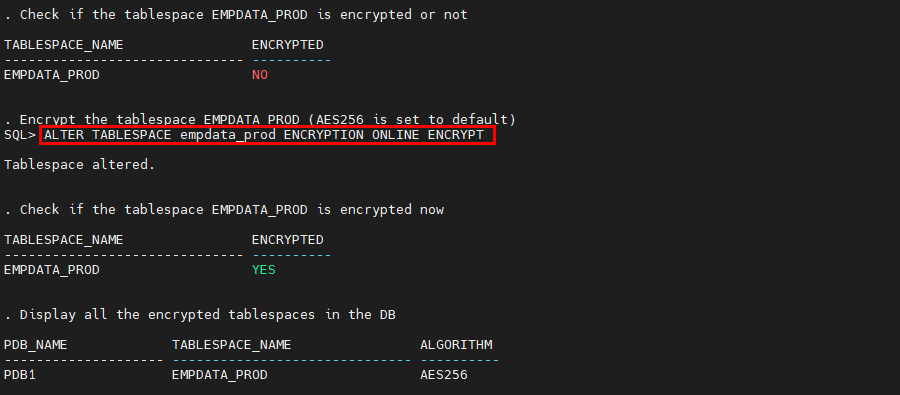 . Check if the tablespace EMPDATA_PROD is encrypted or not
TABLESPACE_NAME                ENCRYPTED
------------------------------ ----------
EMPDATA_PROD                   NO
. Encrypt the tablespace EMPDATA_PROD (AES256 is set to default)
SQL> ALTER TABLESPACE empdata_prod ENCRYPTION ONLINE ENCRYPT
Tablespace altered.
. Check if the tablespace EMPDATA_PROD is encrypted now
TABLESPACE_NAME                ENCRYPTED
------------------------------ ----------
EMPDATA_PROD                   YES
. Display all the encrypted tablespaces in the DB
PDB_NAME             TABLESPACE_NAME                ALGORITHM
-------------------- ------------------------------ ----------
PDB1                 EMPDATA_PROD                   AES256